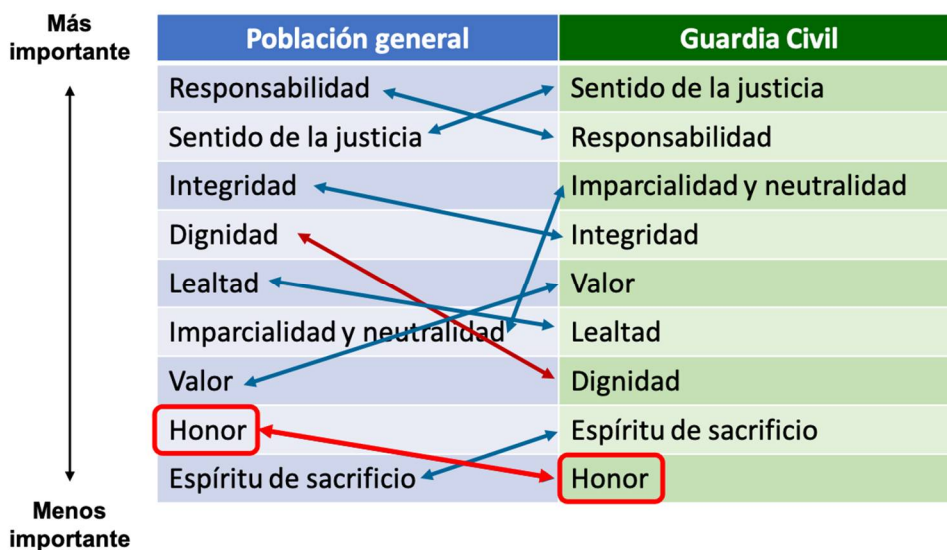 Más
importante
Población general
Guardia Civil
Responsabilidad
Sentido de la justicia
Sentido de la justicia
Responsabilidad
Integridad
Imparcialidad y neutralidad
Dignidad
Integridad
Lealtad
Valor
Imparcialidad y neutralidad
Lealtad
Valor
Dignidad
Honor
Espíritu de sacrificio
Espíritu de sacrificio
Honor
Menos
importante